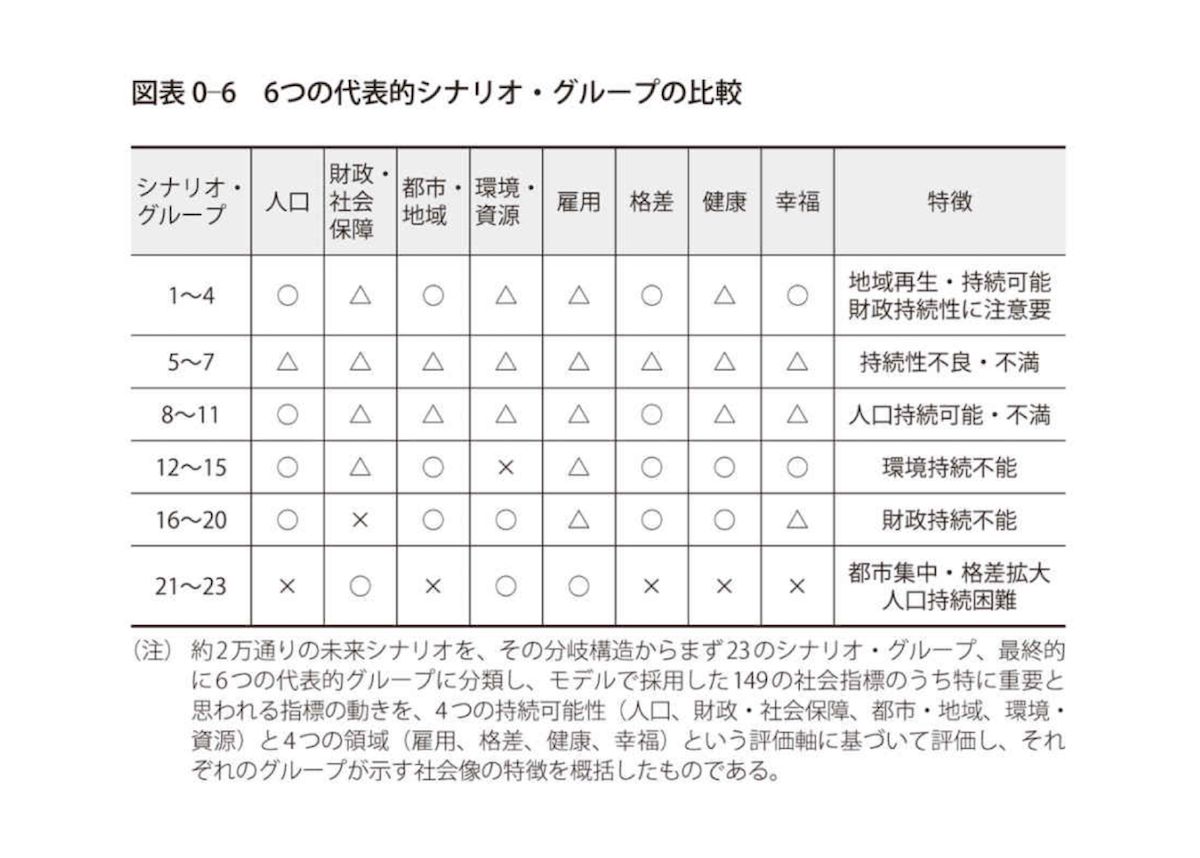 図表 0–6　6つの代表的シナリオ・グループの比較
シナリオ・グループ 人口 財政・社会保障 都市・地域 環境・資源 雇用 格差 健康 幸福 特徴
1〜4 ○ △ ○ △ △ ○ △ ○ 地域再生・持続可能
財政持続性に注意要
5〜7 △ △ △ △ △ △ △ △ 持続性不良・不満
8〜11 ○ △ △ △ △ ○ △ △ 人口持続可能・不満
12〜15 ○ △ ○ × △ ○ ○ ○ 環境持続不能
16〜20 ○ × ○ ○ △ ○ ○ △ 財政持続不能
21〜23 × ○ × ○ ○ × × × 都市集中・格差拡大
人口持続困難
（注） 約2万通りの未来シナリオを、その分岐構造からまず23のシナリオ・グループ、最終的
に6つの代表的グループに分類し、モデルで採用した149の社会指標のうち特に重要と
思われる指標の動きを、4つの持続可能性（人口、財政・社会保障、都市・地域、環境・
資源）と4つの領域（雇用、格差、健康、幸福）という評価軸に基づいて評価し、それ
ぞれのグループが示す社会像の特徴を概括したものである。